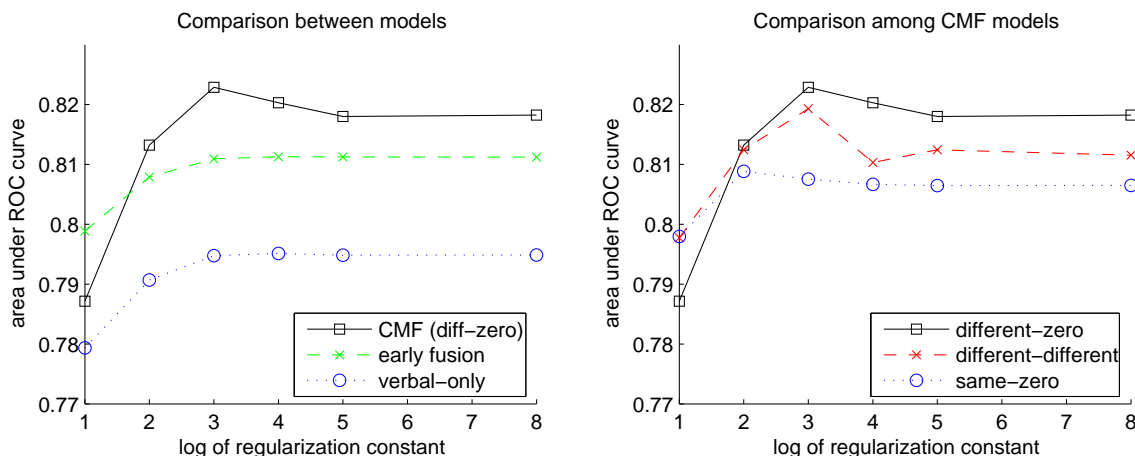 Comparison between models
area under ROC curve
0.82
0.81
0.8
0.79
0.78
0.77
1 2 3 4 5 6 7 8
log of regularization constant
CMF (diff−zero)
early fusion
verbal−only
Comparison among CMF models
area under ROC curve
0.82
0.81
0.8
0.79
0.78
0.77
1 2 3 4 5 6 7 8
log of regularization constant
different−zero
different−different
same−zero